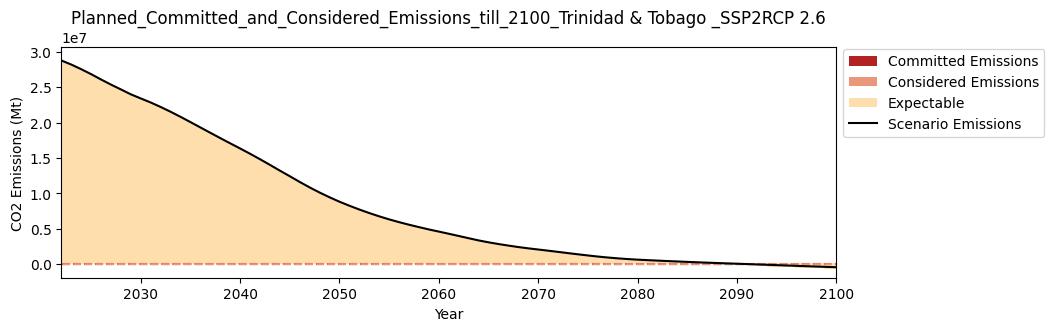 Planned_Committed_and_Considered_Emissions_till_2100_Trinidad & Tobago _SSP2RCP 2.6
1e7
3.0
2.5
2.0
1.5
1.0
0.5
0.0
CO2 Emissions (Mt)
2030 2040 2050 2060 2070 2080 2090 2100
Year
Committed Emissions
Considered Emissions
Expectable
Scenario Emissions